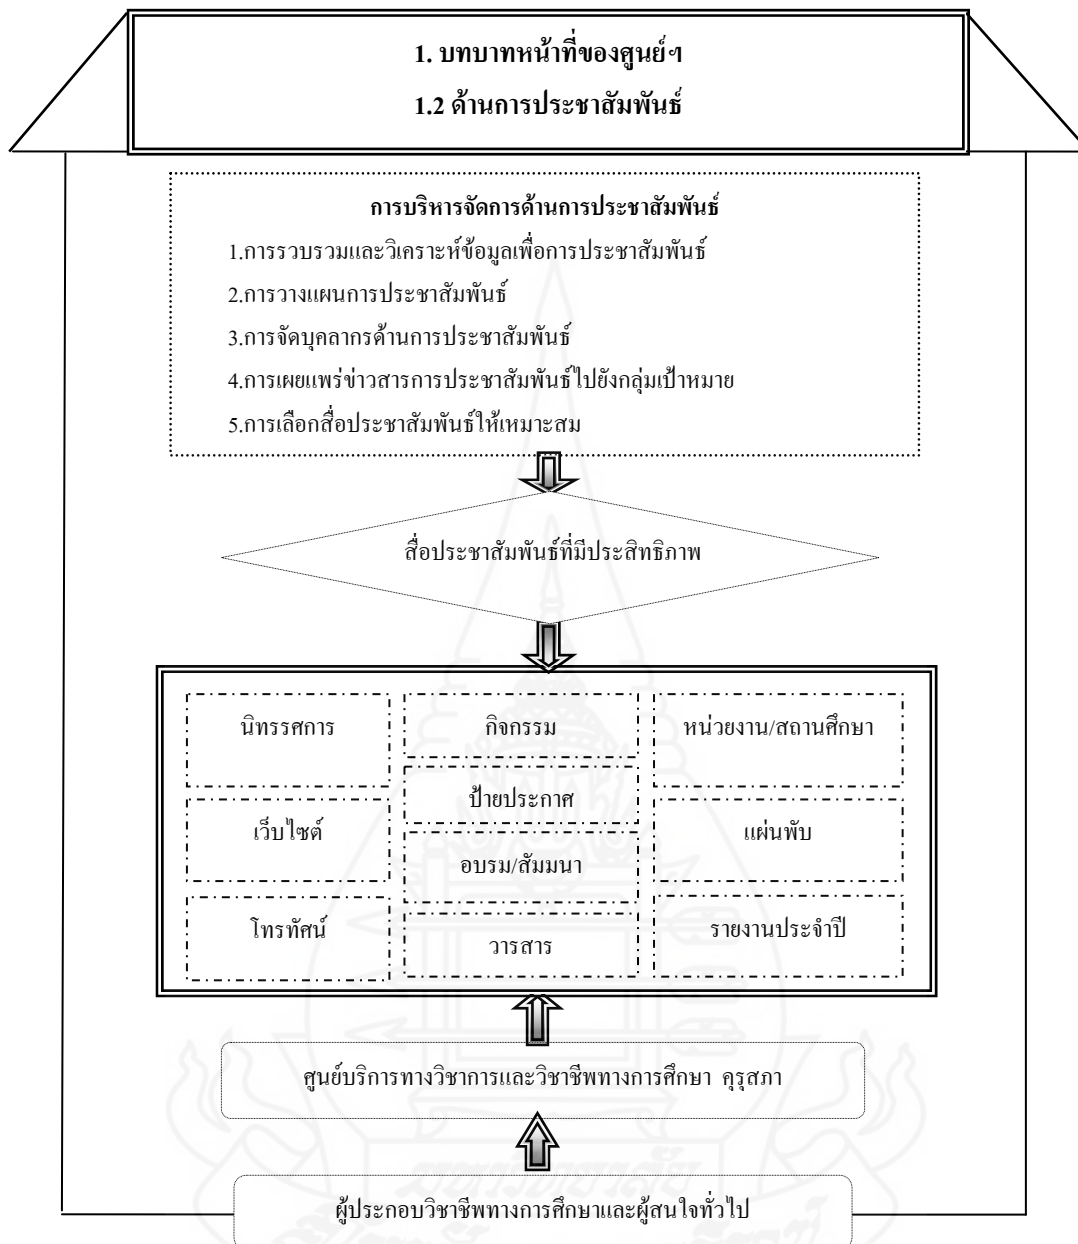 1. บทบาทหน้าที่ของศูนย์ฯ
1.2 ด้านการประชาสัมพันธ์
การบริหารจัดการด้านการประชาสัมพันธ์
1.การรวบรวมและวิเคราะห์ข้อมูลเพื่อการประชาสัมพันธ์
2.การวางแผนการประชาสัมพันธ์
3.การจัดบุคลากรด้านการประชาสัมพันธ์
4.การเผยแพร่ข่าวสารการประชาสัมพันธ์ไปยังกลุ่มเป้าหมาย
5.การเลือกสื่อประชาสัมพันธ์ให้เหมาะสม
สื่อประชาสัมพันธ์ที่มีประสิทธิภาพ
นิทรรศการ
กิจกรรม
หน่วยงาน/สถานศึกษา
ป้ายประกาศ
เว็บไซต์
แผ่นพับ
อบรม/สัมมนา
โทรทัศน์
รายงานประจำปี
วารสาร
ศูนย์บริการทางวิชาการและวิชาชีพทางการศึกษา คุรุสภา
ผู้ประกอบวิชาชีพทางการศึกษาและผู้สนใจทั่วไป